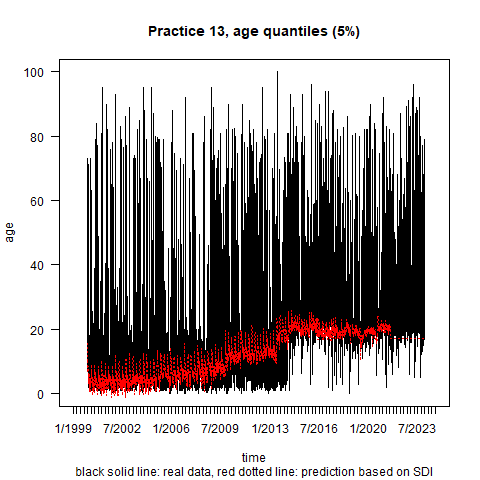 Practice 13, age quantiles (5%)
age
100
80
60
40
20
0
1/1999 7/2002 1/2006 7/2009 1/2013 7/2016 1/2020 7/2023
time
black solid line: real data, red dotted line: prediction based on SDI